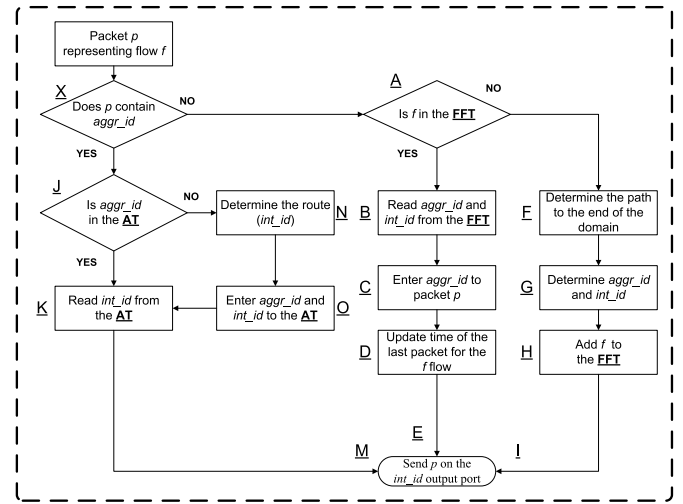 Packet p
representing flow f
X
Does p contain
aggr_id
NO
YES
A
Is f in the FFT
NO
YES
J
Is aggr_id
in the AT
NO
YES
Determine the route
(int_id)
N
B
Read aggr_id and
int_id from the FFT
F
Determine the path
to the end of the
domain
K
Read int_id from
the AT
Enter aggr_id and
int_id to the AT
O
C
Enter aggr_id to
packet p
G
Determine aggr_id
and int_id
D
Update time of the
last packet for the
f flow
H
Add f to
the FFT
E
M
I
Send p on the
int_id output port